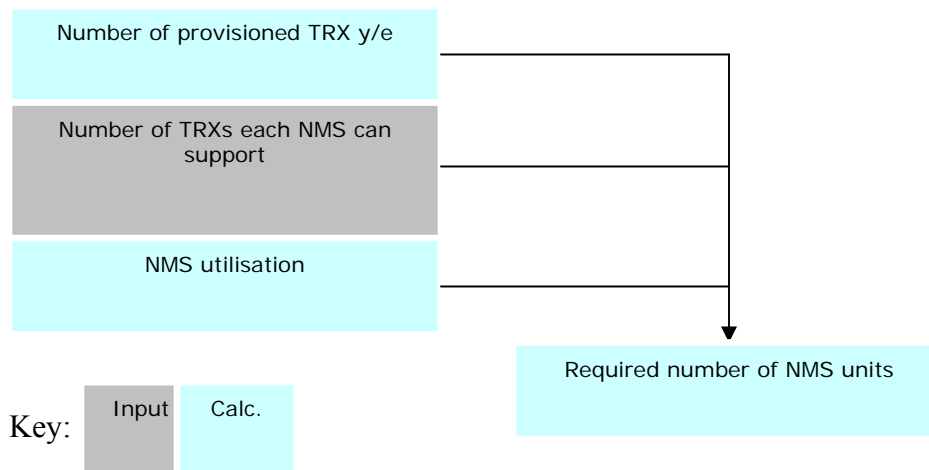 Number of provisioned TRX y/e
Number of TRXs each NMS can
support
NMS utilisation
Required number of NMS units
Key:
Input
Calc.